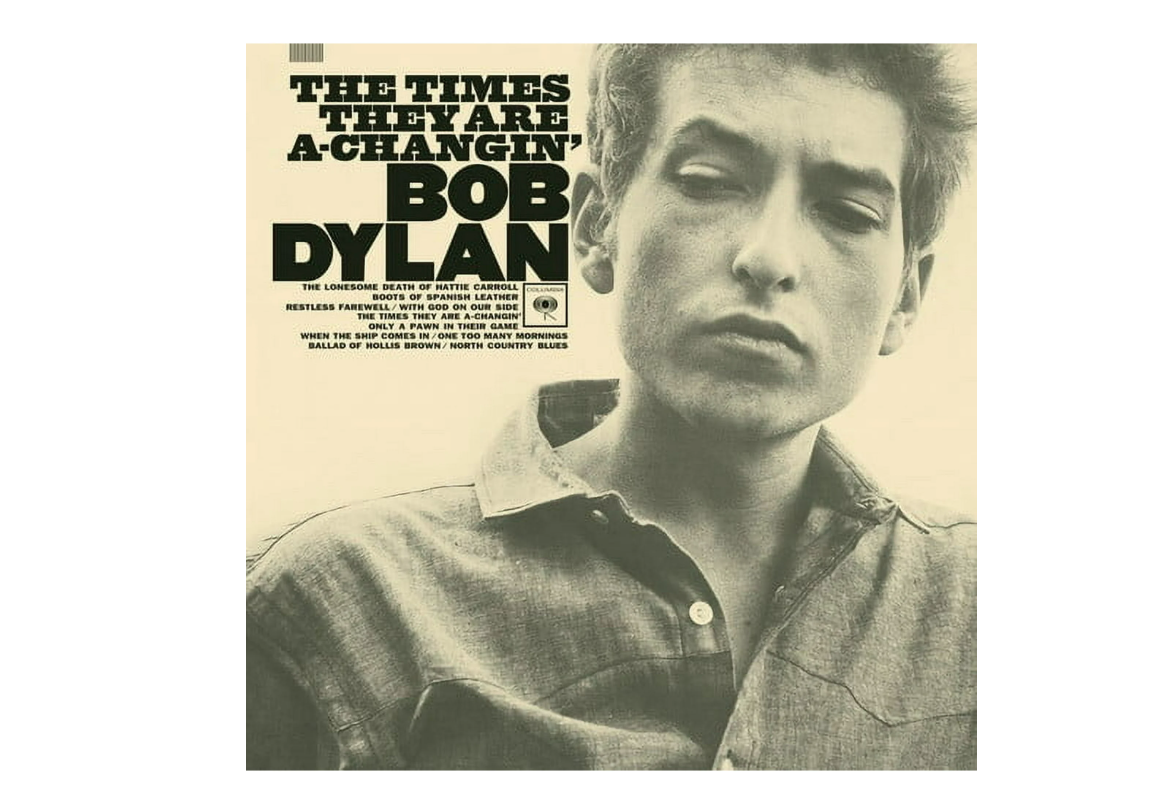 THE TIMES
THEY ARE
A-CHANGIN'
BOB
DYLAN
THE LONESOME DEATH OF HATTIE CARROLL
BOOTS OF SPANISH LEATHER
RESTLESS FAREWELL / WITH GOD ON OUR SIDE
THE TIMES THEY ARE A-CHANGIN'
ONLY A PAWN IN THEIR GAME
WHEN THE SHIP COMES IN / ONE TOO MANY MORNINGS
BALLAD OF HOLLIS BROWN / NORTH COUNTRY BLUES
COLUMBIA